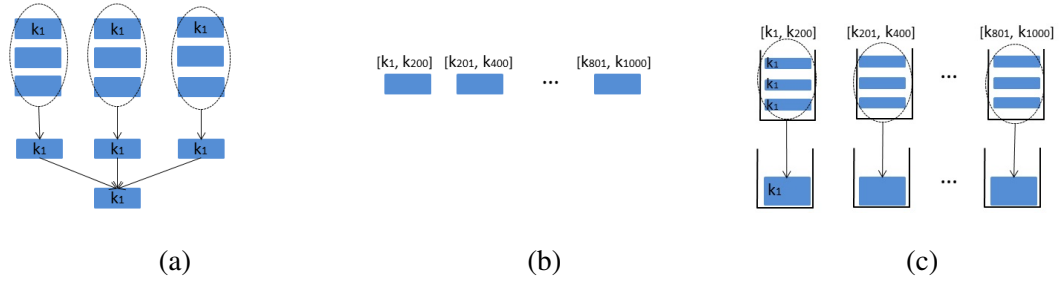 k1 k1 k1
k1 k1 k1
k1
(a)
[k1, k200] [k201, k400] ... [k801, k1000]
(b)
[k1, k200] [k201, k400] [k801, k1000]
k1
...
k1
k1
k1
...
(c)